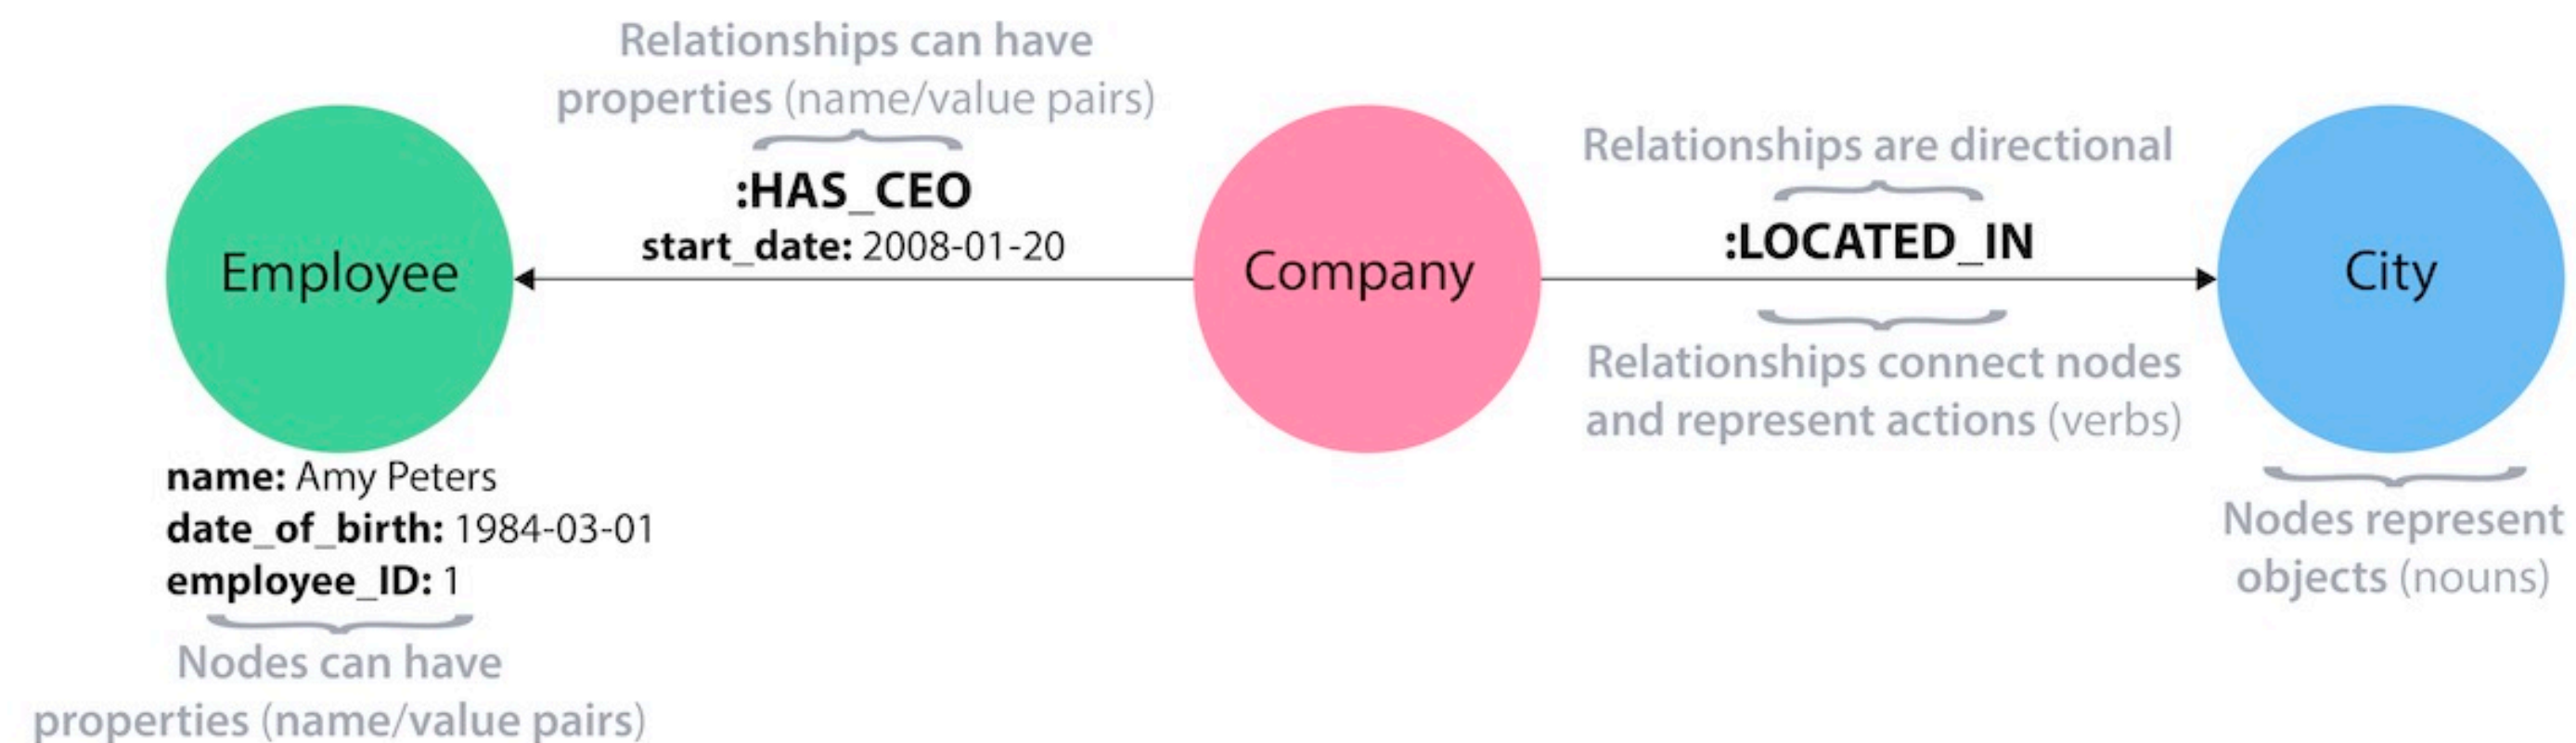 Relationships can have
properties (name/value pairs)
:HAS_CEO
start_date: 2008-01-20
Employee
name: Amy Peters
date_of_birth: 1984-03-01
employee_ID: 1
Nodes can have
properties (name/value pairs)
Company
Relationships are directional
:LOCATED_IN
Relationships connect nodes
and represent actions (verbs)
City
Nodes represent
objects (nouns)